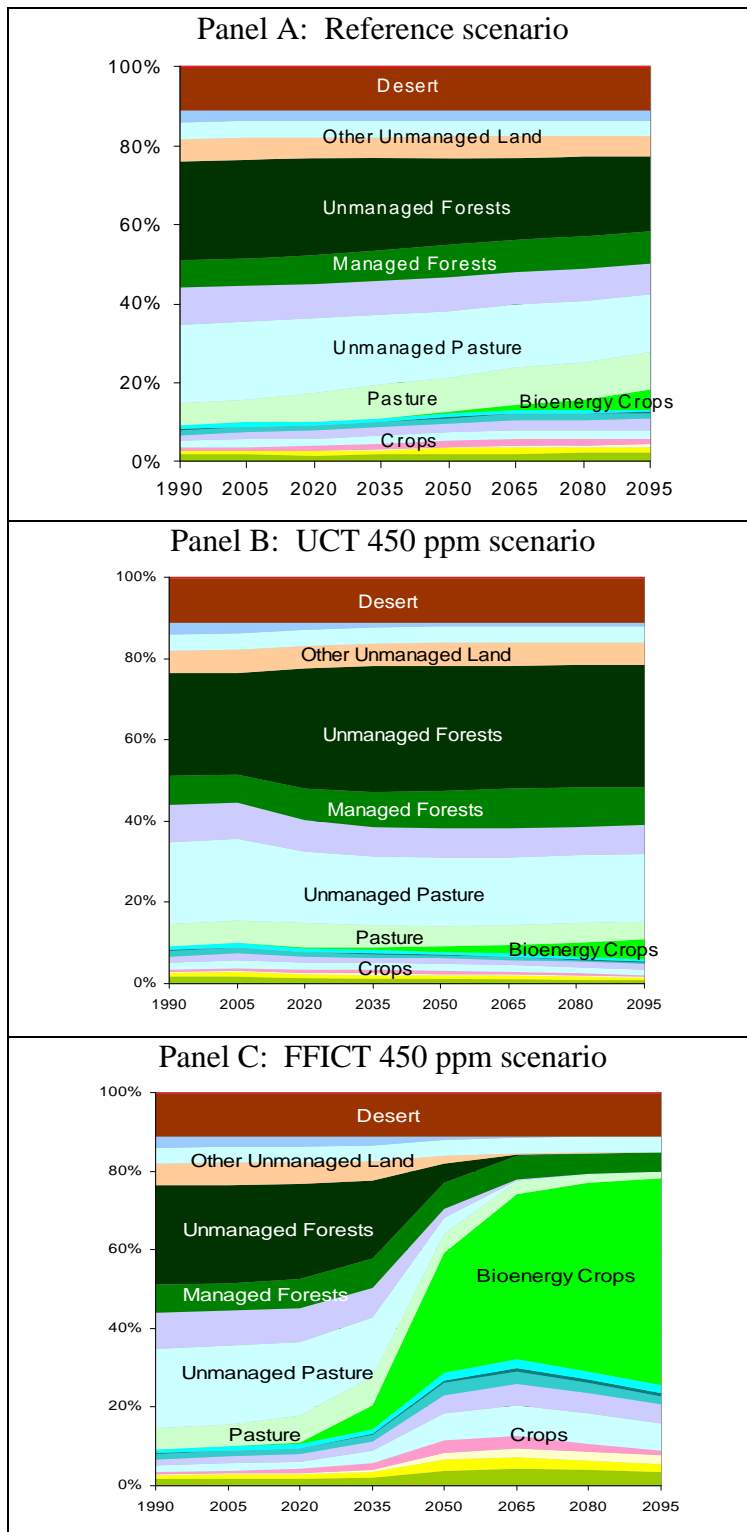 Panel A: Reference scenario
100%
80%
60%
40%
20%
0%
Desert
Other Unmanaged Land
Unmanaged Forests
Managed Forests
Unmanaged Pasture
Pasture
Bioenergy Crops
Crops
1990 2005 2020 2035 2050 2065 2080 2095
Panel B: UCT 450 ppm scenario
100%
80%
60%
40%
20%
0%
Desert
Other Unmanaged Land
Unmanaged Forests
Managed Forests
Unmanaged Pasture
Pasture
Bioenergy Crops
Crops
1990 2005 2020 2035 2050 2065 2080 2095
Panel C: FFICT 450 ppm scenario
100%
80%
60%
40%
20%
0%
Desert
Other Unmanaged Land
Unmanaged Forests
Bioenergy Crops
Managed Forests
Unmanaged Pasture
Pasture
Crops
1990 2005 2020 2035 2050 2065 2080 2095